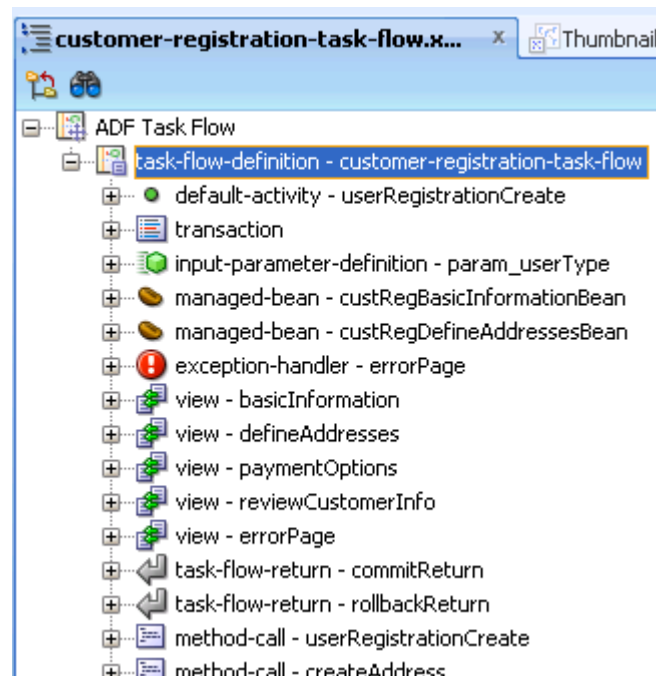 customer-registration-task-flow.x... x Thumbnail
ADF Task Flow
task-flow-definition - customer-registration-task-flow
default-activity - userRegistrationCreate
transaction
input-parameter-definition - param_userType
managed-bean - custRegBasicInformationBean
managed-bean - custRegDefineAddressesBean
exception-handler - errorPage
view - basicInformation
view - defineAddresses
view - paymentOptions
view - reviewCustomerInfo
view - errorPage
task-flow-return - commitReturn
task-flow-return - rollbackReturn
method-call - userRegistrationCreate
method-call - createAddress